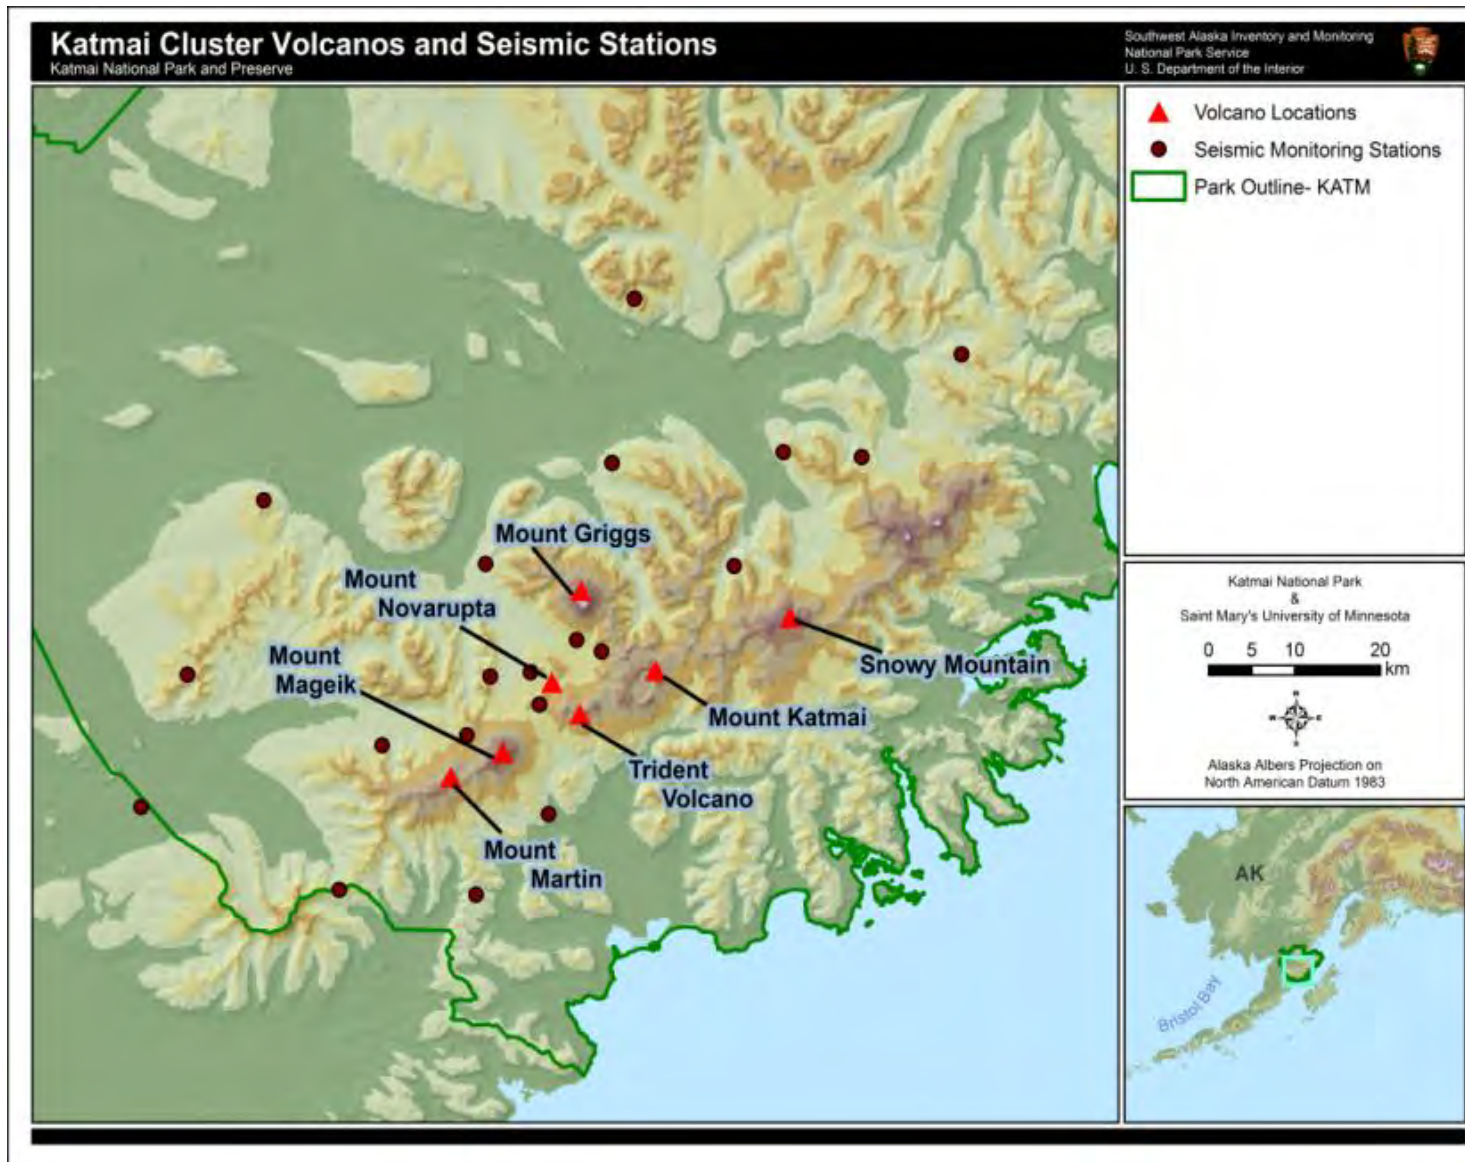 Katmai Cluster Volcanos and Seismic Stations
Katmai National Park and Preserve
Southwest Alaska Inventory and Monitoring
National Park Service
U. S. Department of the Interior
Volcano Locations
Seismic Monitoring Stations
Park Outline- KATM
Mount Griggs
Mount
Novarupta
Mount
Mageik
Snowy Mountain
Mount Katmai
Trident
Volcano
Mount
Martin
Katmai National Park
&
Saint Mary's University of Minnesota
0 5 10 20
km
N
W E
S
Alaska Albers Projection on
North American Datum 1983
AK
Bristol Bay